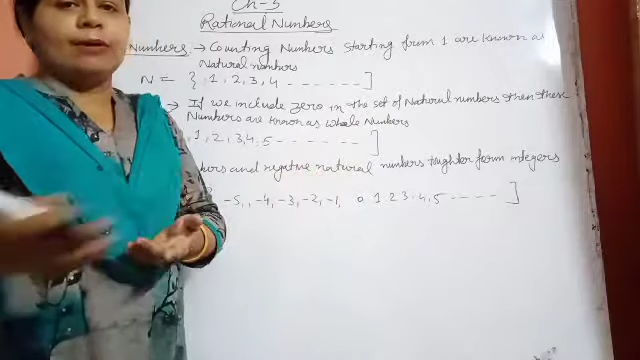 Ch-3
Rational Numbers
Numbers → Counting Numbers starting from 1 are known as
Natural numbers
N = { 1, 2, 3, 4 - - - - - - - ]
→ If we include zero in the set of Natural numbers then these
Numbers are known as whole Numbers
1, 2, 3, 4, 5 - - - - - - - ]
and negative natural numbers together form integers
-5, -4, -3, -2, -1, 0 1 2 3 4, 5 - - - - - ]